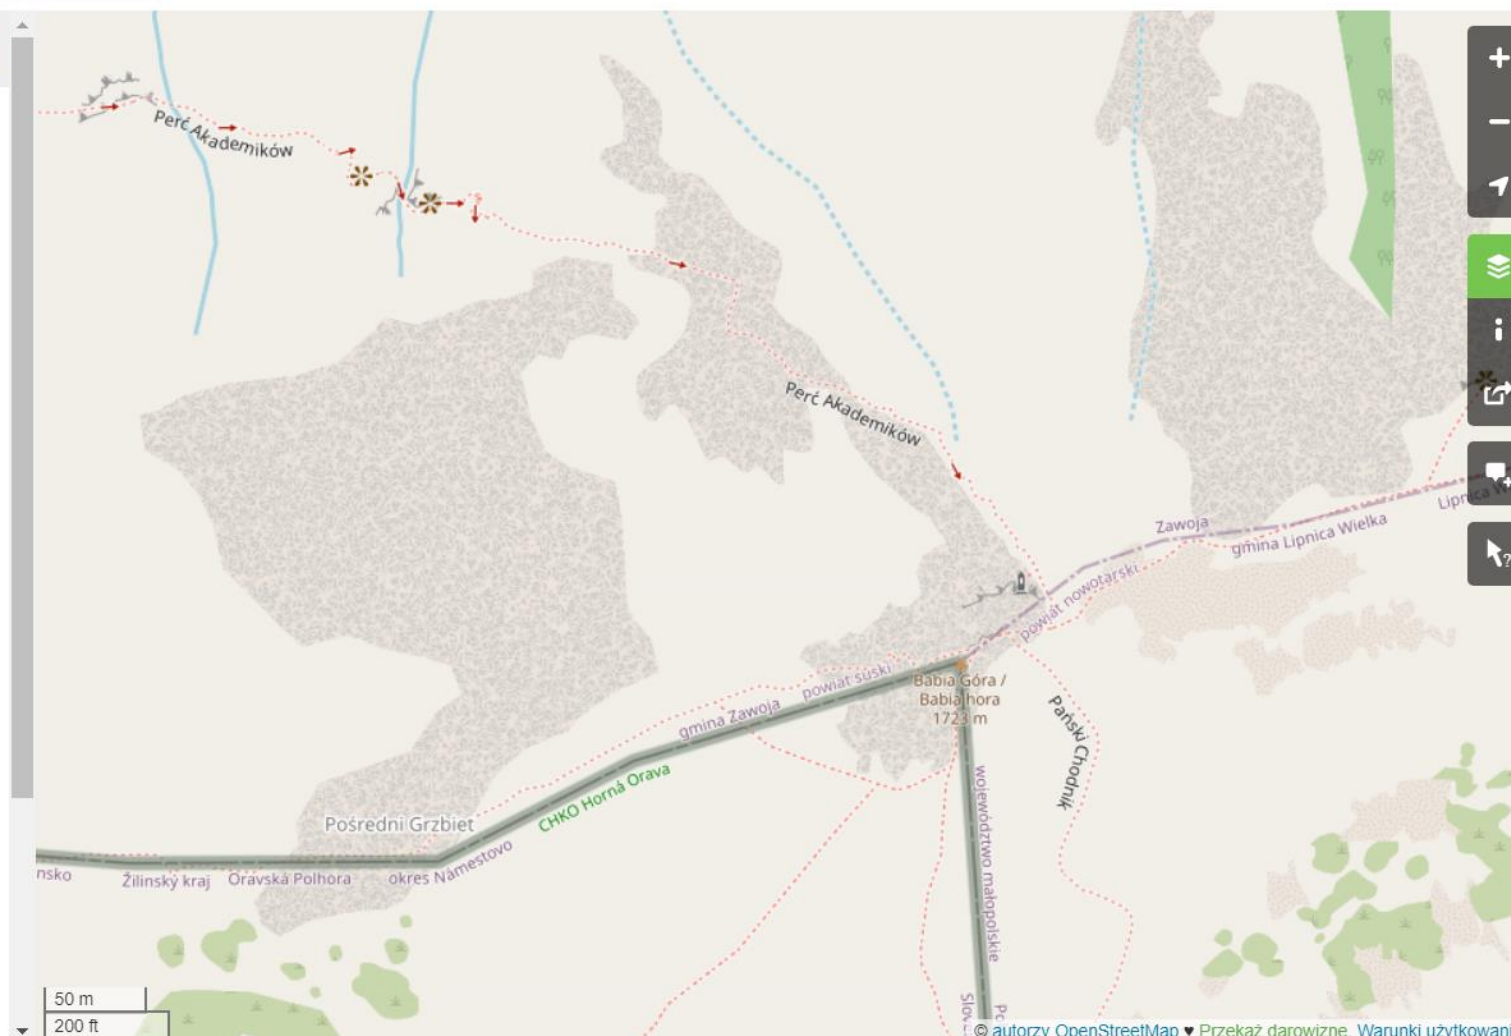 Perć Akademików
Perć Akademików
Zawoja
gmina Lipnica Wielka
powiat nowotarski
powiat suski
gmina Zawoja
Babia Góra /
Babia hora
1723 m
Pański Chodnik
CHKO Horná Orava
Pośredni Grzbiet
nsko
Žilinský kraj
Oravská Polhora
okres Námestovo
województwo małopolskie
50 m
200 ft
© autorzy OpenStreetMap ♥ Przekaż darowiznę. Warunki użytkowani